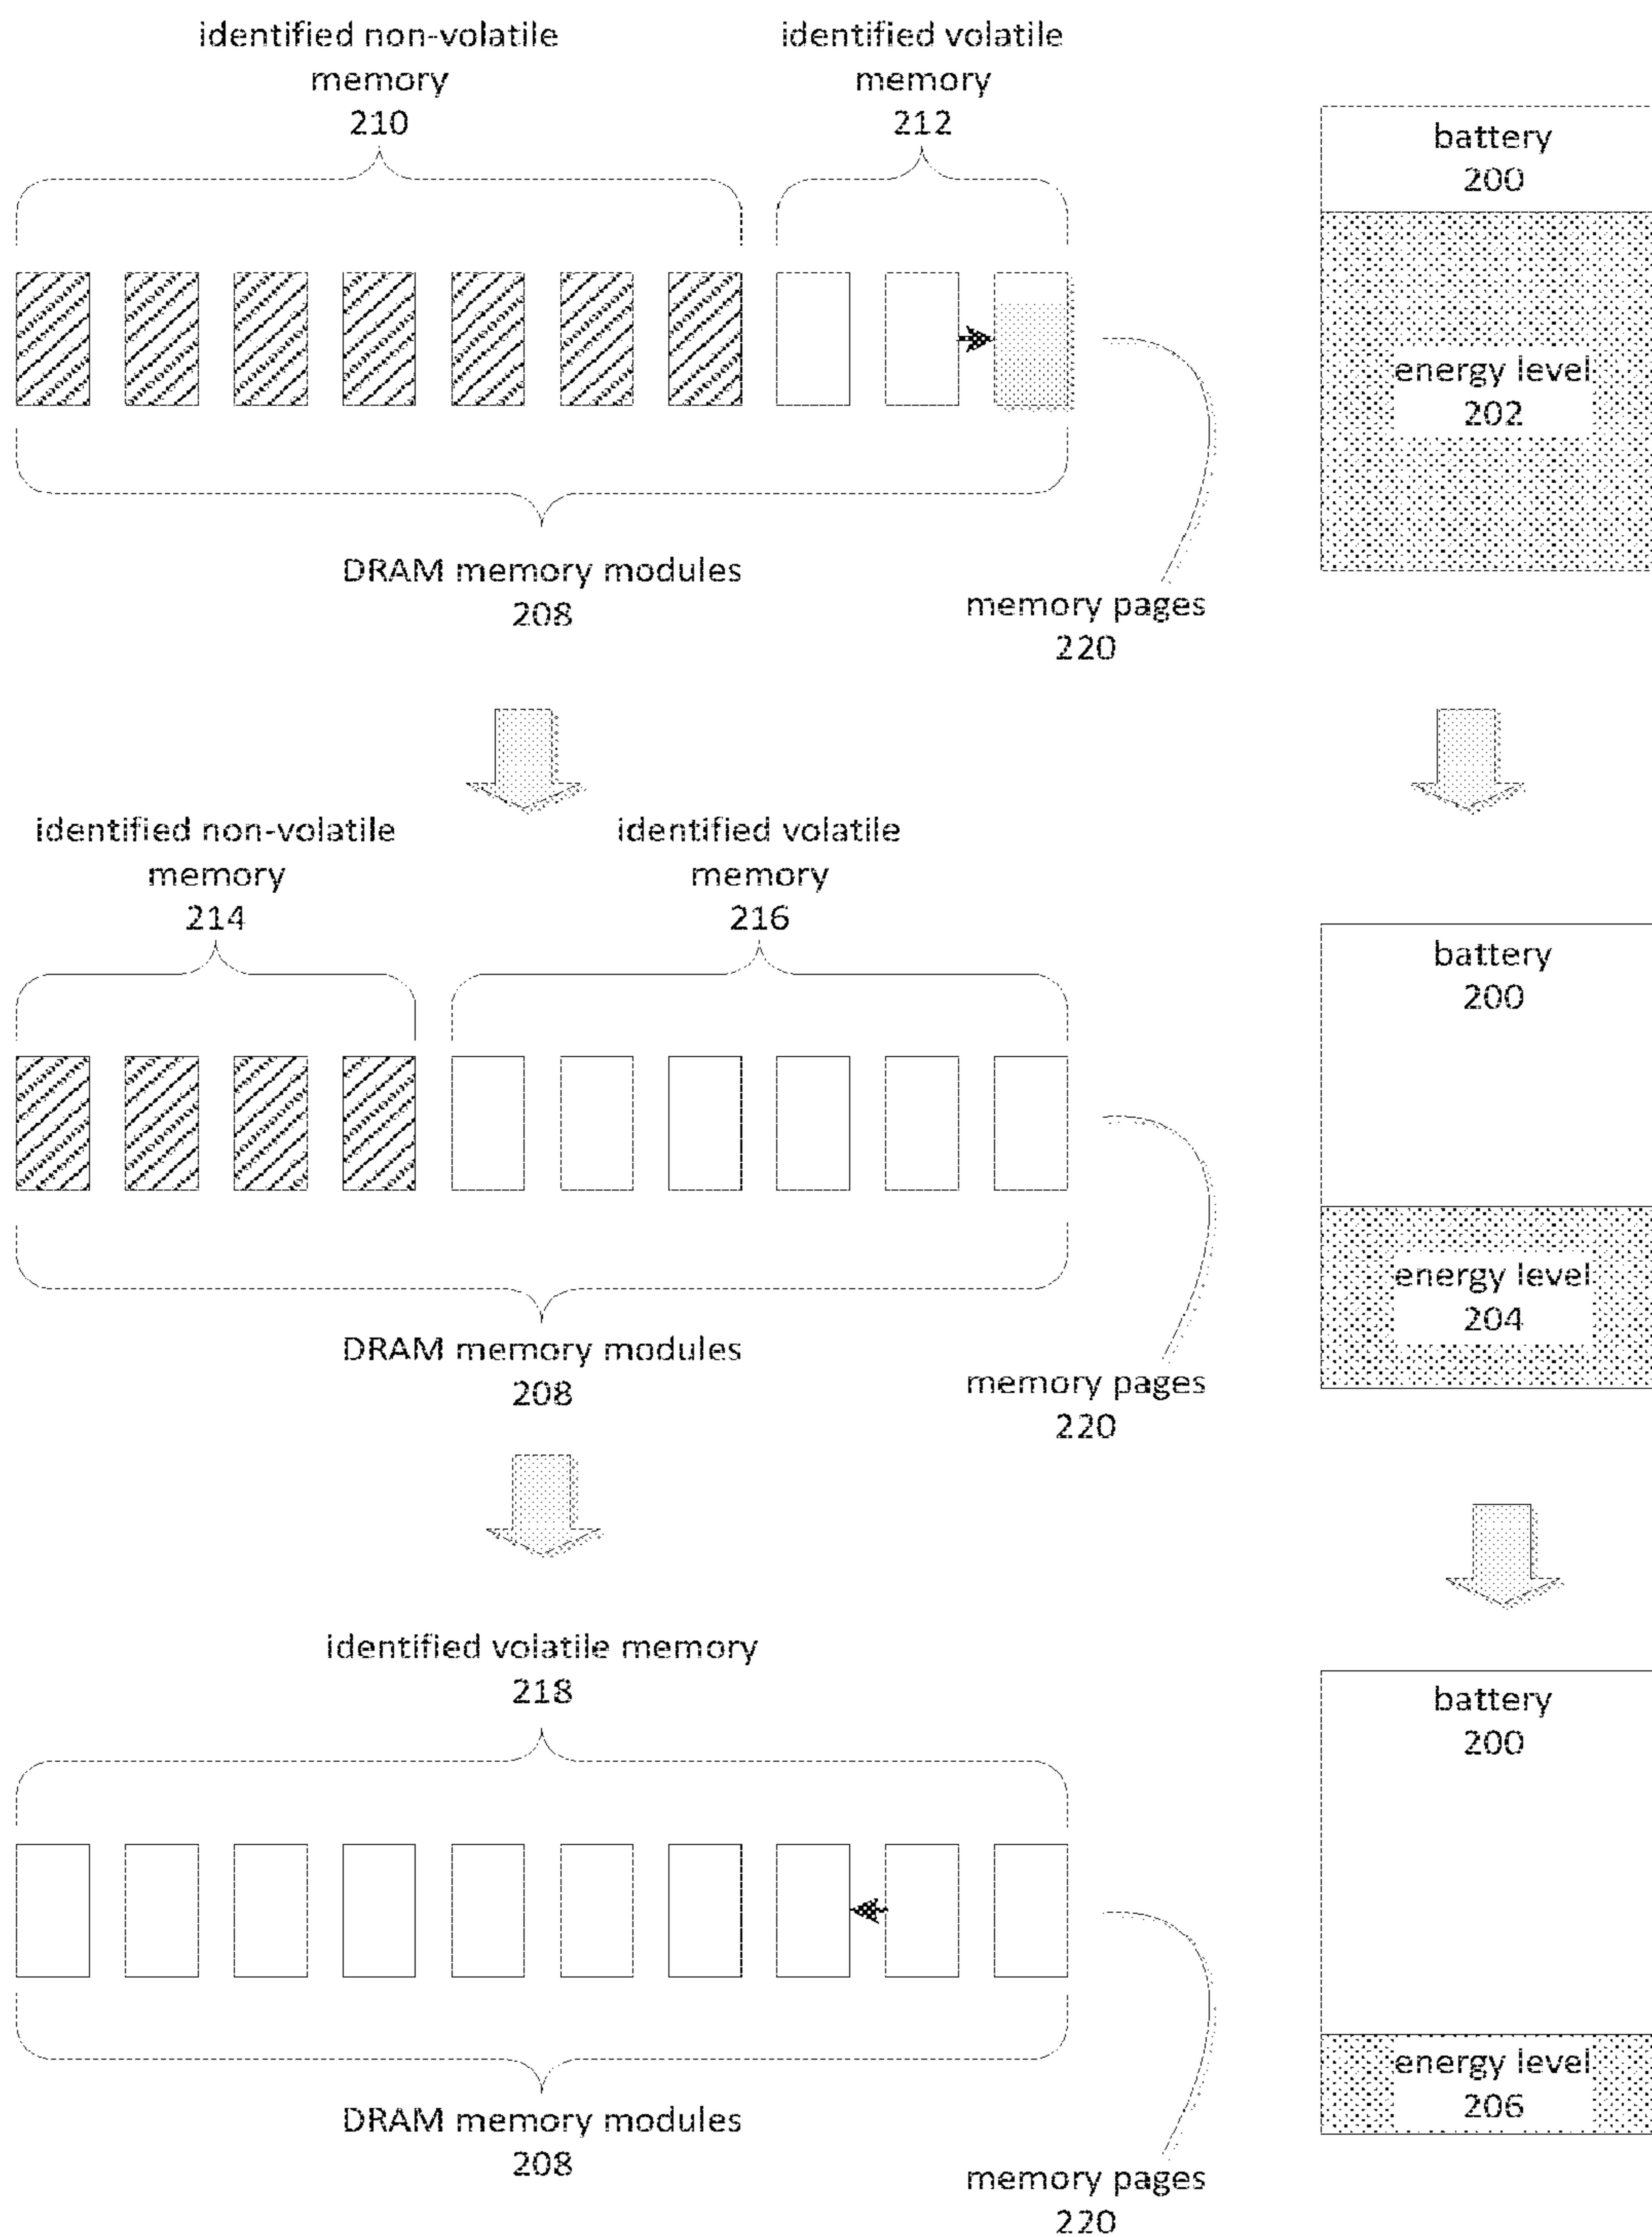 identified non-volatile
memory
210
identified volatile
memory
212
battery
200
energy level
202
DRAM memory modules
208
memory pages
220
identified non-volatile
memory
214
identified volatile
memory
216
battery
200
energy level
204
DRAM memory modules
208
memory pages
220
identified volatile memory
218
battery
200
energy level
206
DRAM memory modules
208
memory pages
220